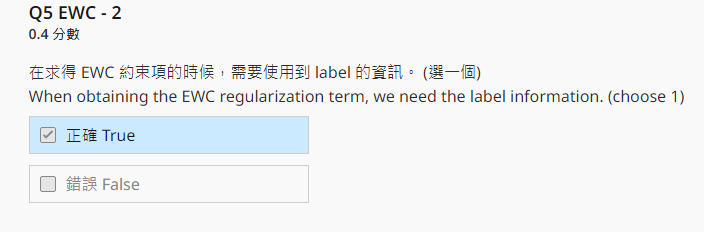 Q5 EWC - 2
0.4 分數
在求得 EWC 約束項的時候，需要使用到 label 的資訊。 (選一個)
When obtaining the EWC regularization term, we need the label information. (choose 1)
正確 True
錯誤 False